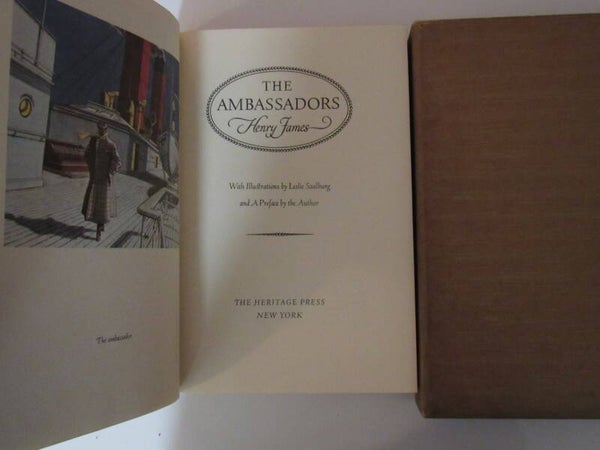 The ambassador
THE
AMBASSADORS
Henry James
With Illustrations by Leslie Saalburg
and A Preface by the Author
THE HERITAGE PRESS
NEW YORK